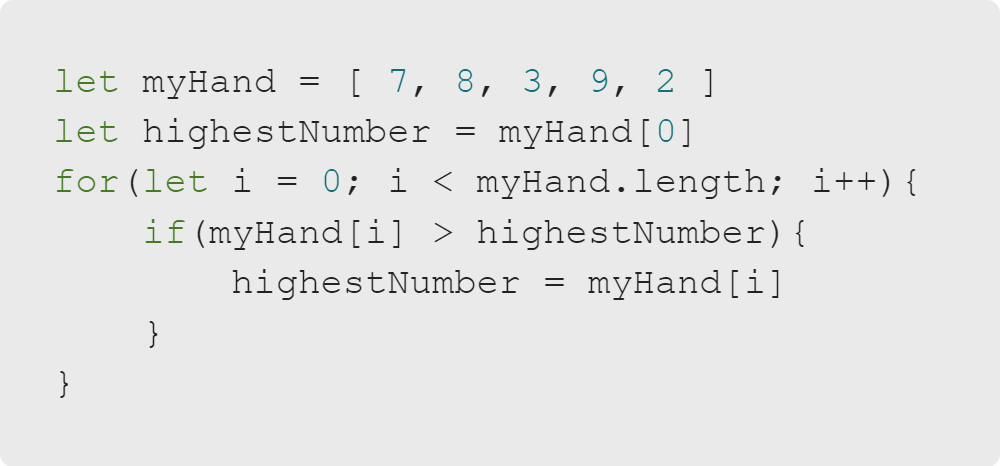 let myHand = [ 7, 8, 3, 9, 2 ]
let highestNumber = myHand[0]
for(let i = 0; i < myHand.length; i++){
    if(myHand[i] > highestNumber){
        highestNumber = myHand[i]
    }
}